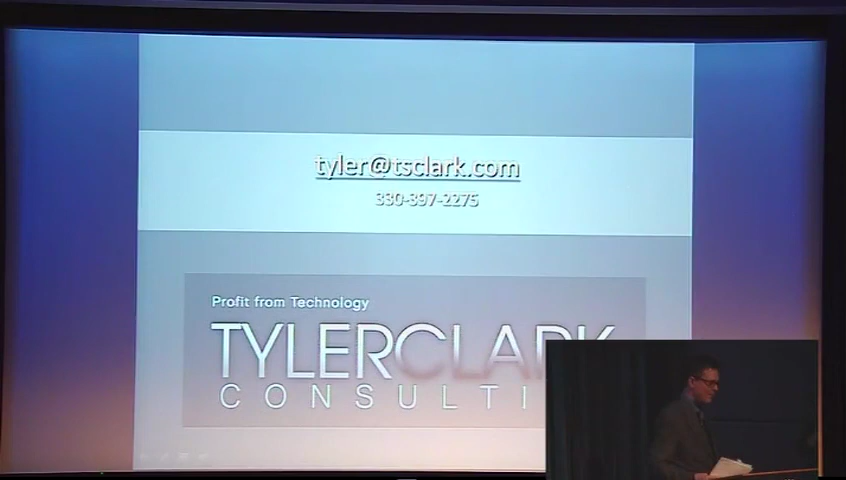 tyler@tsclark.com
330-397-2275
Profit from Technology
TYLERCLARK
CONSULTI